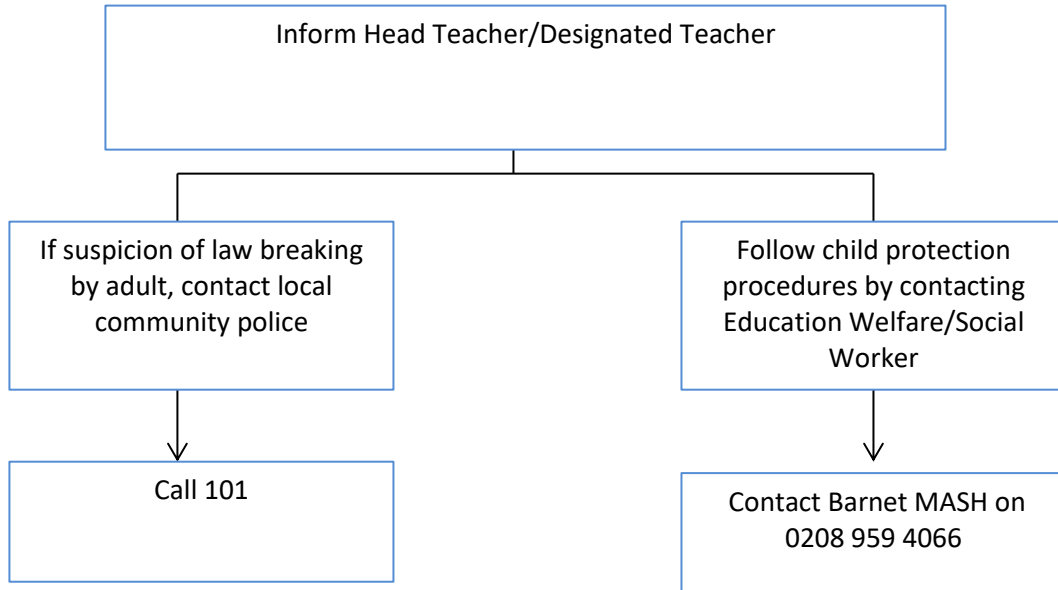 Inform Head Teacher/Designated Teacher
If suspicion of law breaking
by adult, contact local
community police
Follow child protection
procedures by contacting
Education Welfare/Social
Worker
Call 101
Contact Barnet MASH on
0208 959 4066